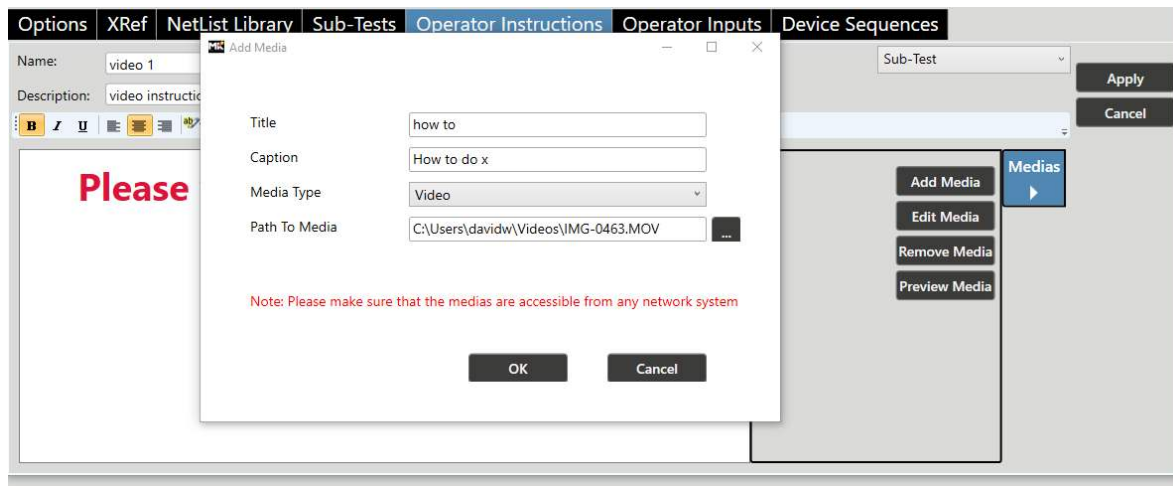 Options XRef NetList Library Sub-Tests Operator Instructions Operator Inputs Device Sequences
MK Add Media
Name: video 1 Sub-Test
Apply
Description: video instructic
Cancel
B I U ab
Title how to
Caption How to do x
Media Type Video
Path To Media C:\Users\davidw\Videos\IMG-0463.MOV ...
Note: Please make sure that the medias are accessible from any network system
OK Cancel
Please
Medias
Add Media
Edit Media
Remove Media
Preview Media